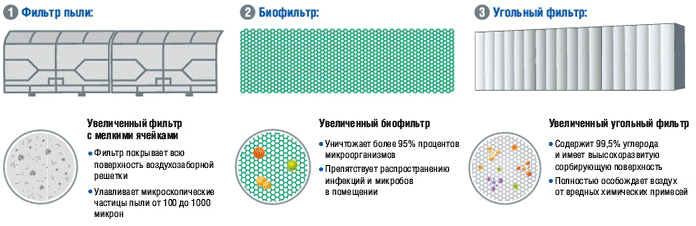 1 Фильтр пыли:
Увеличенный фильтр
с мелкими ячейками
• Фильтр покрывает всю
поверхность воздухозаборной
решетки
• Улавливает микроскопические
частицы пыли от 100 до 1000
микрон
2 Биофильтр:
Увеличенный биофильтр
• Уничтожает более 95% процентов
микроорганизмов
• Препятствует распространению
инфекций и микробов
в помещении
3 Угольный фильтр:
Увеличенный угольный фильтр
• Содержит 99,5% углерода
и имеет выысокоразвитую
сорбирующую поверхность
• Полностью особождает воздух
от вредных химических примесей